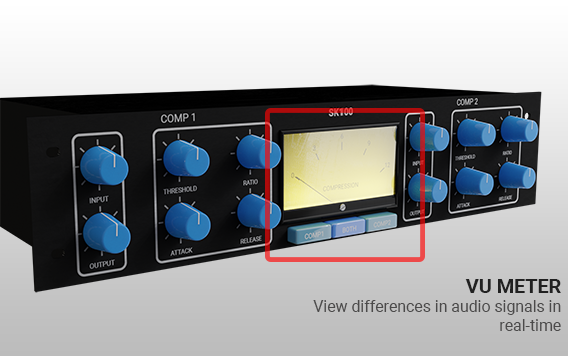 SK100
COMP 1
COMP 2
INPUT
THRESHOLD
RATIO
INPUT
THRESHOLD
RATIO
COMPRESSION
OUTPUT
ATTACK
RELEASE
COMP1
BOTH
COMP2
OUTPUT
ATTACK
RELEASE
VU METER
View differences in audio signals in
real-time